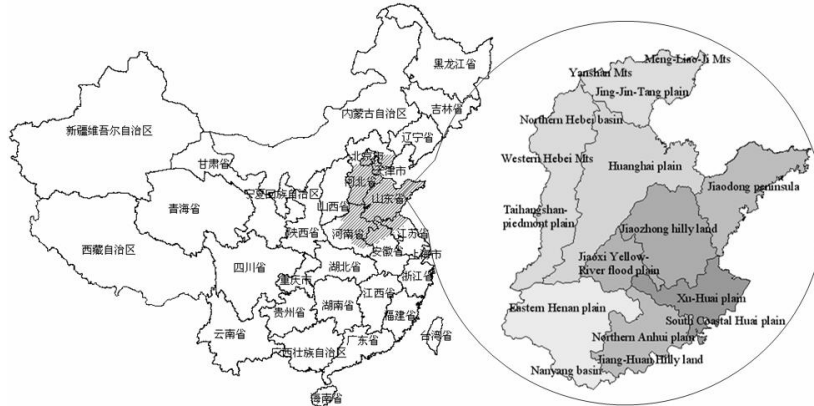 黑龙江省
内蒙古自治区
吉林省
新疆维吾尔自治区
辽宁省
甘肃省
北京市
天津市
河北省
宁夏回族自治区
山西省
山东省
青海省
陕西省
河南省
江苏省
西藏自治区
安徽省
上海市
四川省
湖北省
重庆市
浙江省
湖南省
江西省
贵州省
福建省
云南省
台湾省
广西壮族自治区
广东省
海南省
Meng-Liao-Ji Mts
Yanshan Mts
Jing-Jin-Tang plain
Northern Hebei basin
Western Hebei Mts
Huanghai plain
Jiaodong peninsula
Taihangshan-
piedmont plain
Jiaozhong hilly land
Jiaoxi Yellow-
River flood plain
Xu-Huai plain
Eastern Henan plain
South Coastal Huai plain
Northern Anhui plain
Jiang-Huan Hilly land
Nanyang basin